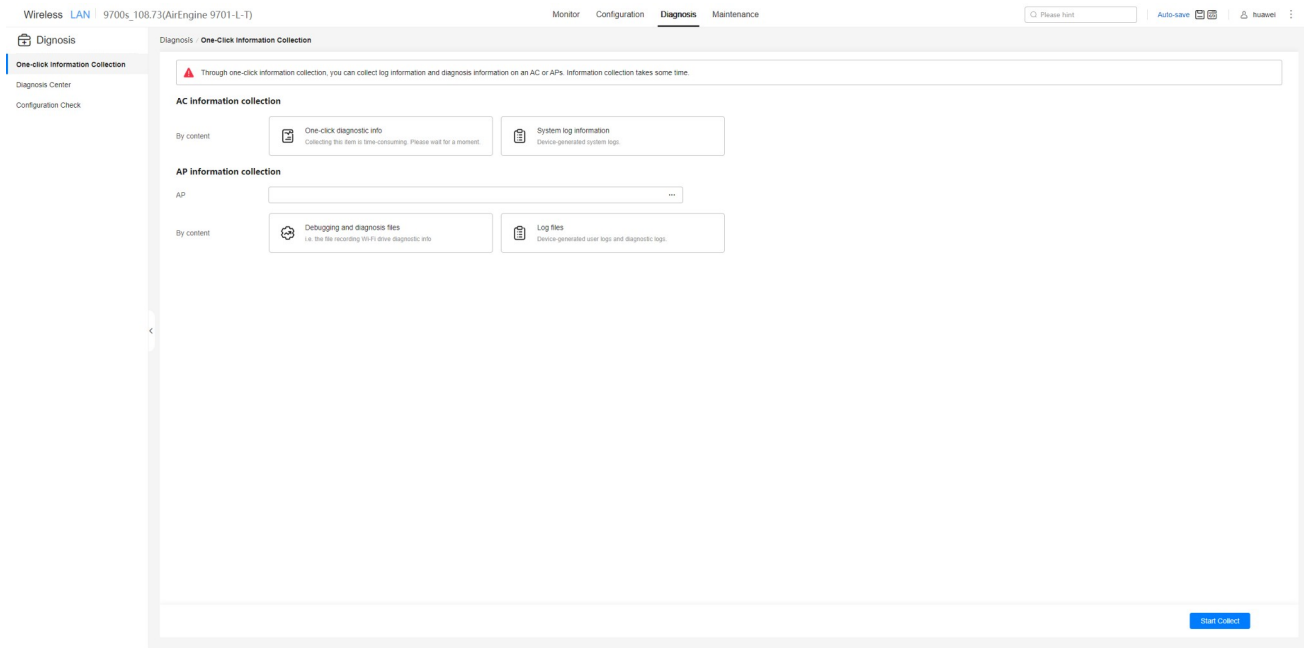 Wireless LAN 9700s_108.73(AirEngine 9701-L-T) Monitor Configuration Diagnosis Maintenance Please hint Auto-save huawei
Dignosis
One-click Information Collection
Diagnosis Center
Configuration Check
Diagnosis / One-Click Information Collection
Through one-click information collection, you can collect log information and diagnosis information on an AC or APs. Information collection takes some time.
AC information collection
By content
One-click diagnostic info
Collecting this item is time-consuming. Please wait for a moment.
System log information
Device-generated system logs
AP information collection
AP ...
By content
Debugging and diagnosis files
i.e. the file recording Wi-Fi drive diagnostic info
Log files
Device-generated user logs and diagnostic logs.
Start Collect